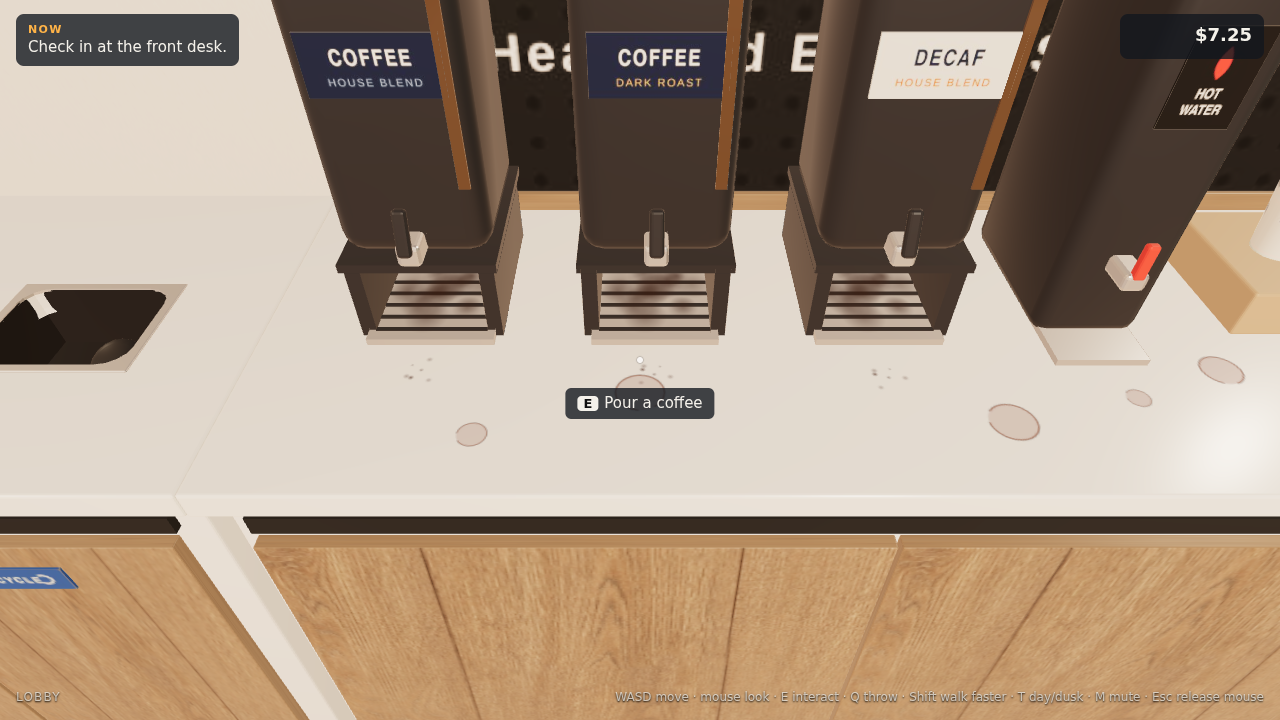 NOW
Check in at the front desk.
$7.25
COFFEE
HOUSE BLEND
COFFEE
DARK ROAST
DECAF
HOUSE BLEND
HOT
WATER
E Pour a coffee
LOBBY
WASD move · mouse look · E interact · Q throw · Shift walk faster · T day/dusk · M mute · Esc release mouse